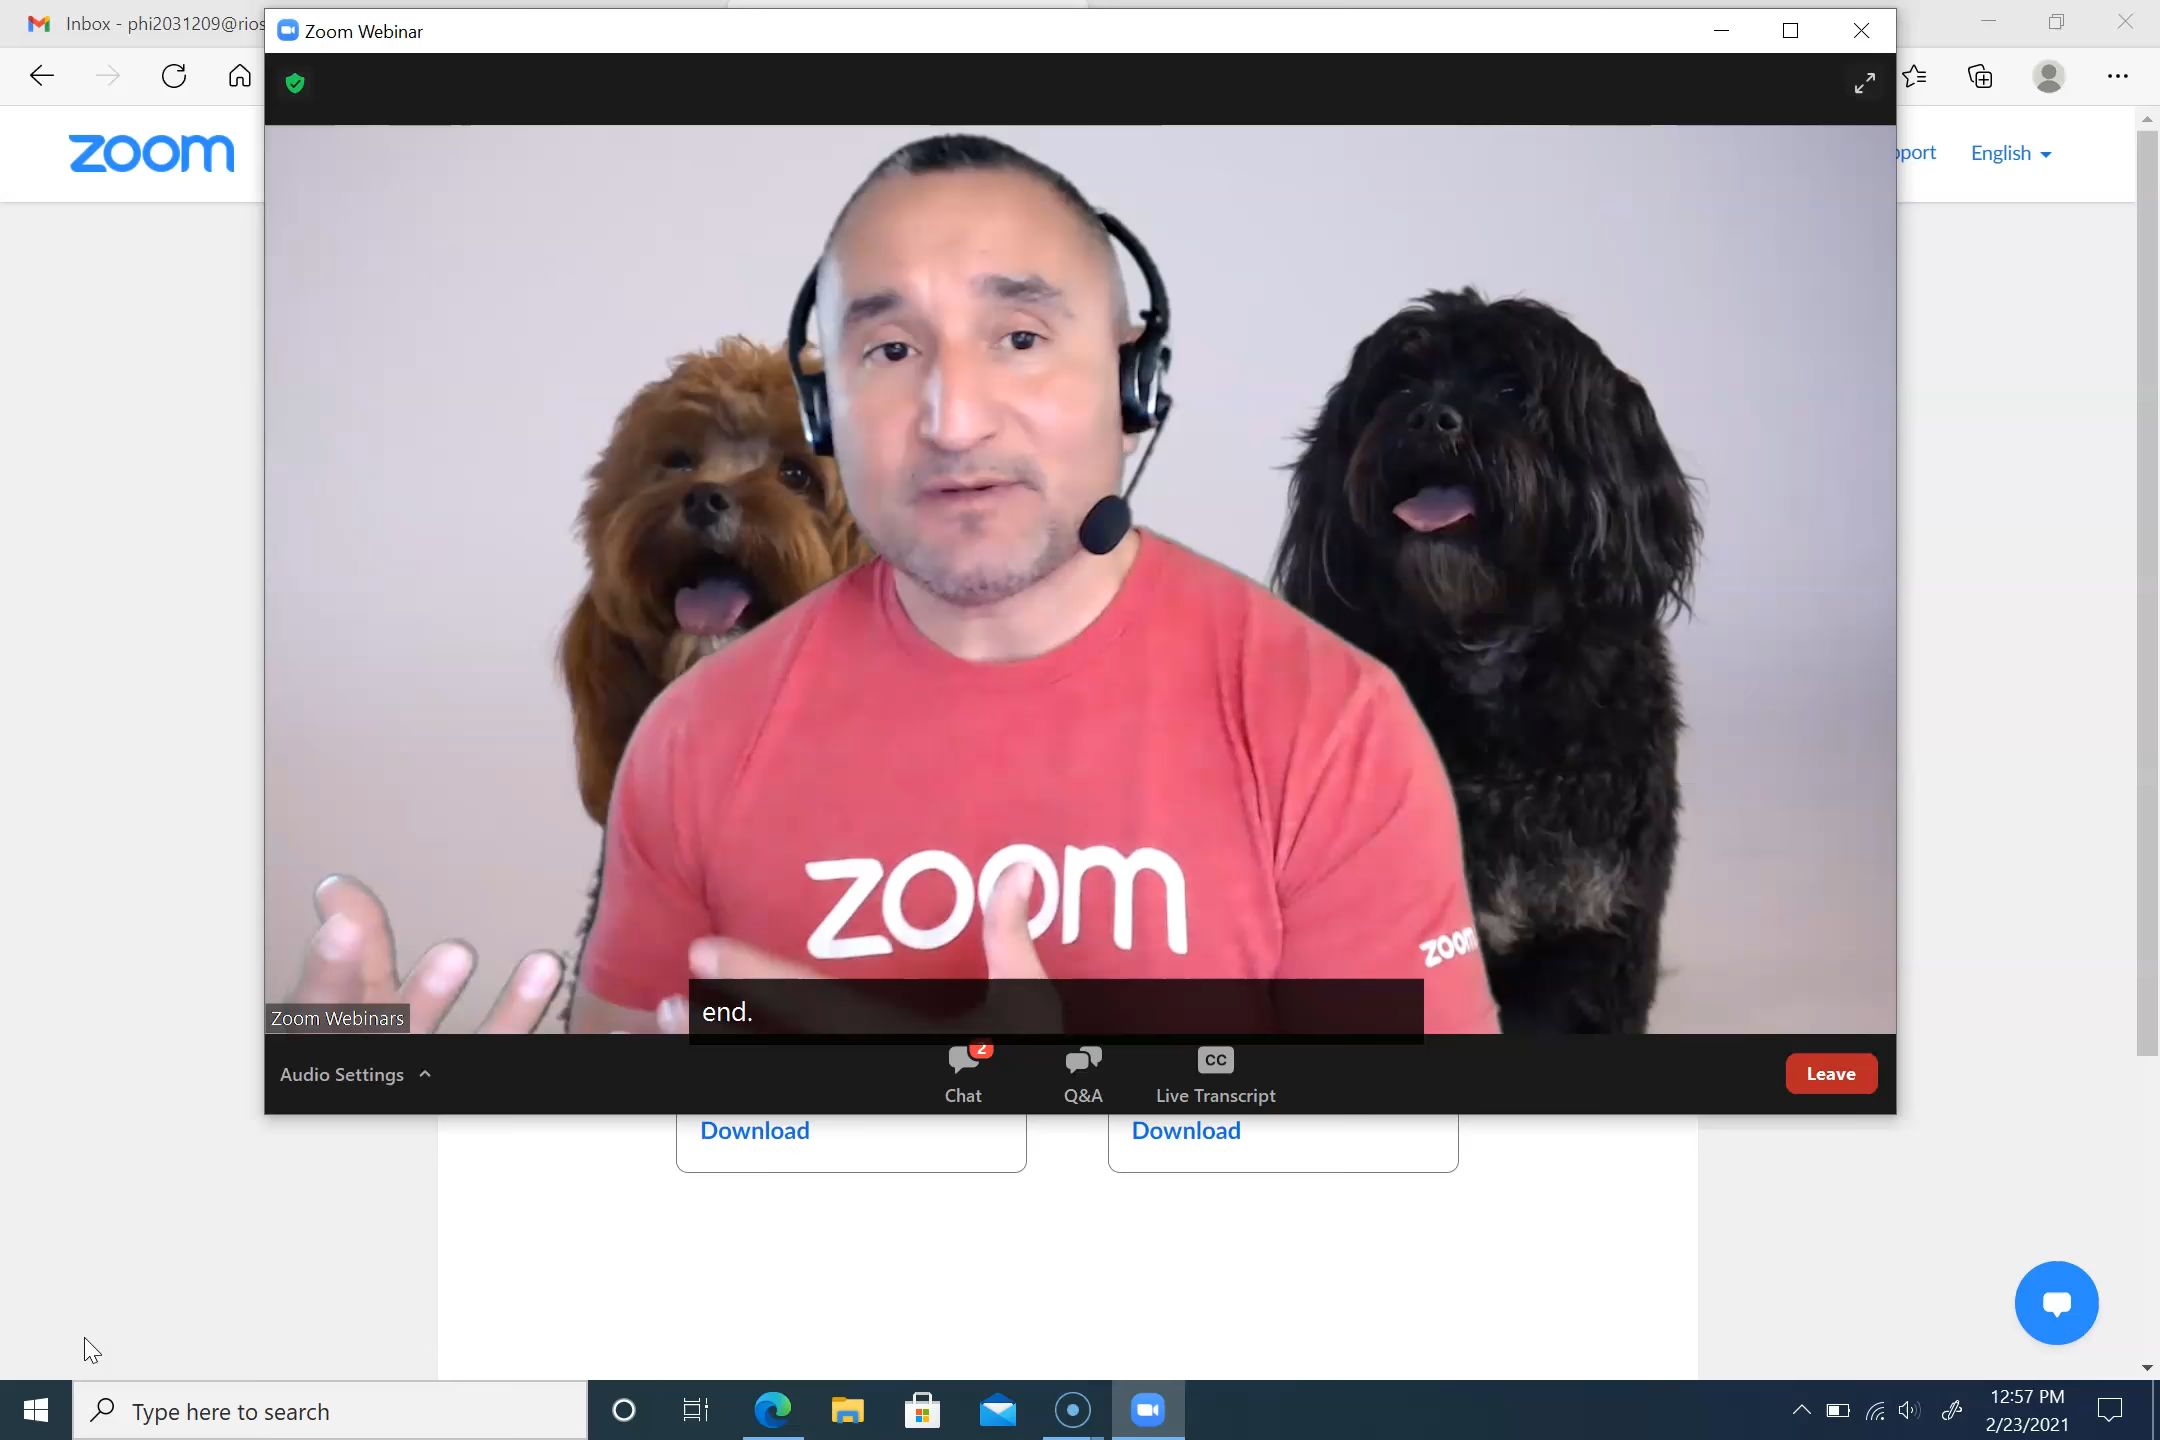 Inbox - phi2031209@rios
Zoom Webinar
zoom
pport
English
zoom
zoom
end.
Zoom Webinars
Audio Settings
2
Chat
Q&A
CC
Live Transcript
Leave
Download
Download
Type here to search
12:57 PM
2/23/2021